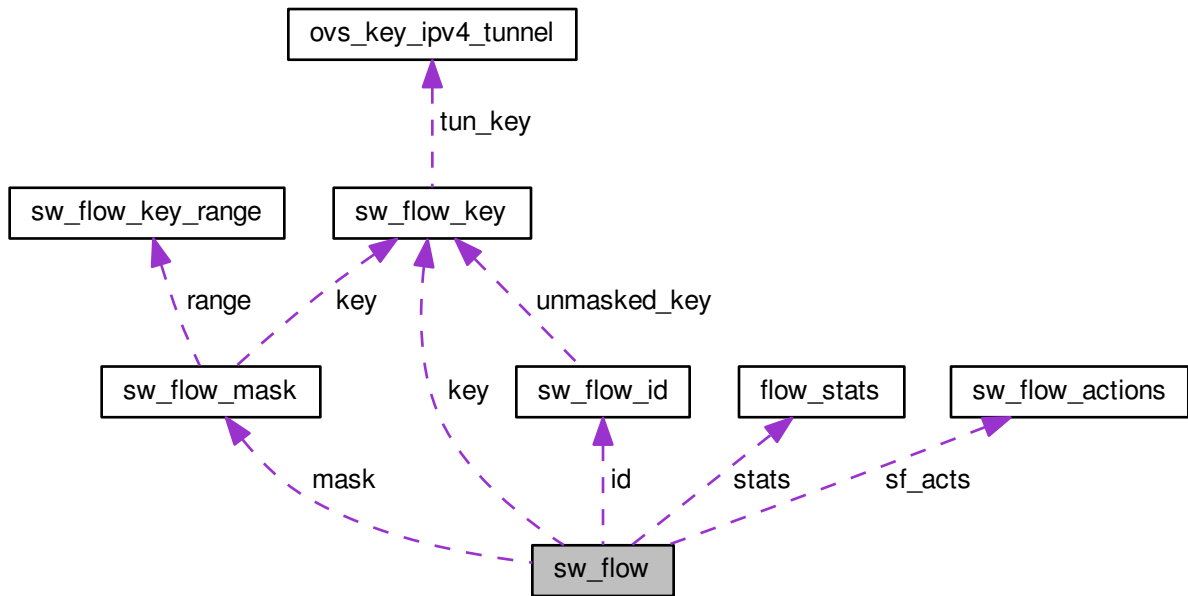 ovs_key_ipv4_tunnel
tun_key
sw_flow_key_range
sw_flow_key
range
key
unmasked_key
sw_flow_mask
key
sw_flow_id
flow_stats
sw_flow_actions
mask
id
stats
sf_acts
sw_flow